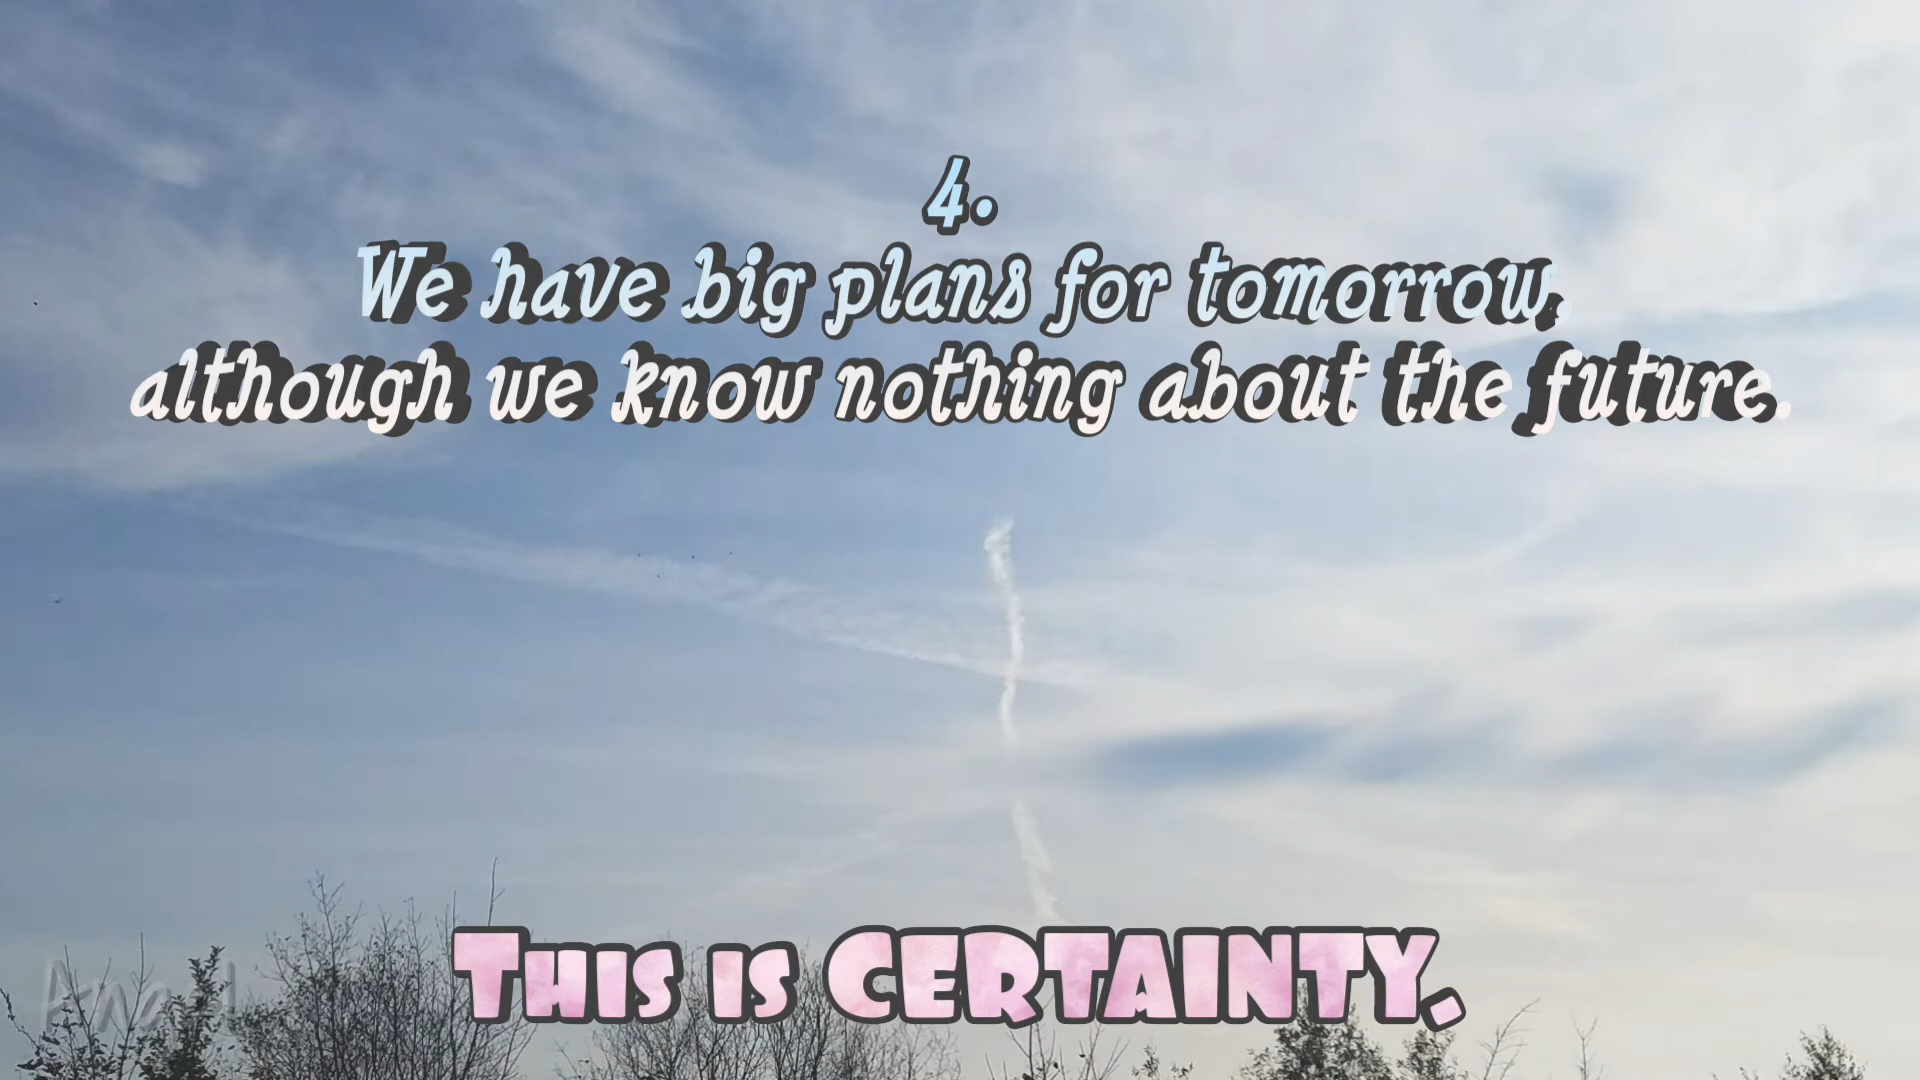 4.
We have big plans for tomorrow,
although we know nothing about the future.
This is CERTAINTY.